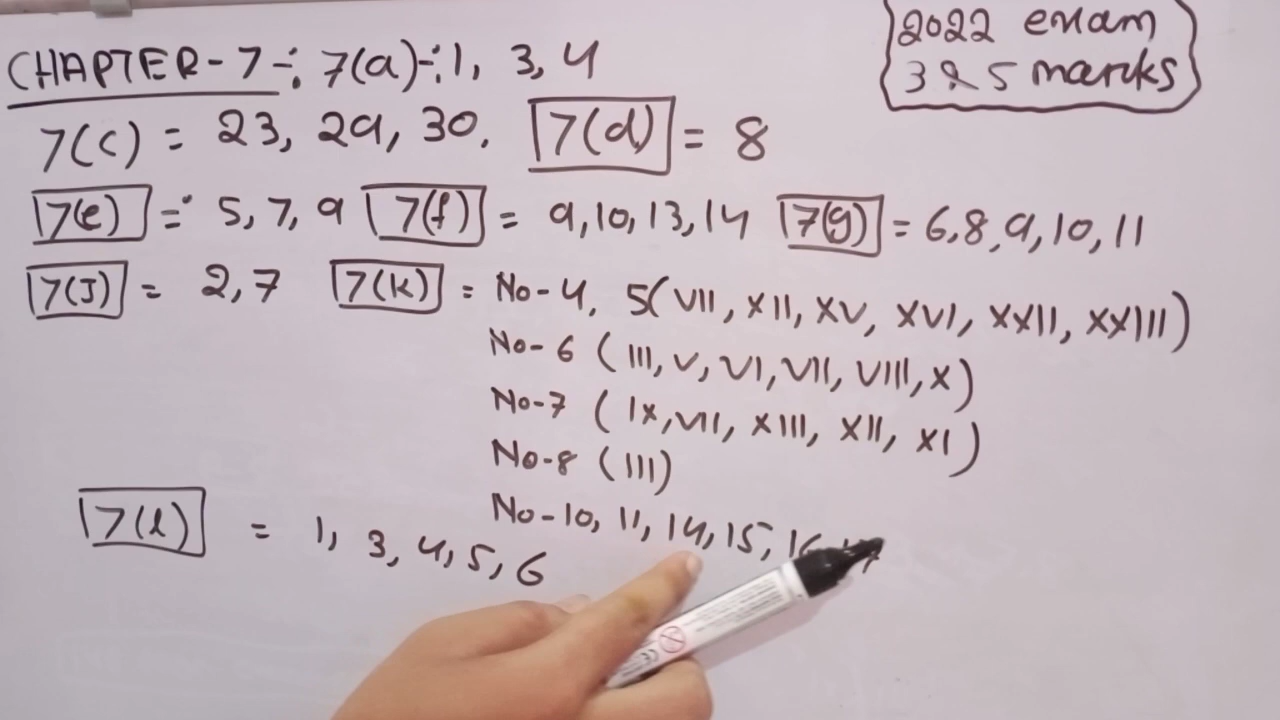 2022 exam
3 & 5 marks
CHAPTER-7 ÷ 7(a) ÷ 1, 3, 4
7(c) = 23, 29, 30. 7(d) = 8
7(e) = 5, 7, 9 7(f) = 9, 10, 13, 14 7(g) = 6, 8, 9, 10, 11
7(J) = 2, 7 7(K) = No-4, 5(VII, XII, XV, XVI, XXII, XXIII)
No-6 (III, V, VI, VII, VIII, X)
No-7 (IX, VII, XIII, XII, XI)
No-8 (III)
No-10, 11, 14, 15,
7(l) = 1, 3, 4, 5, 6